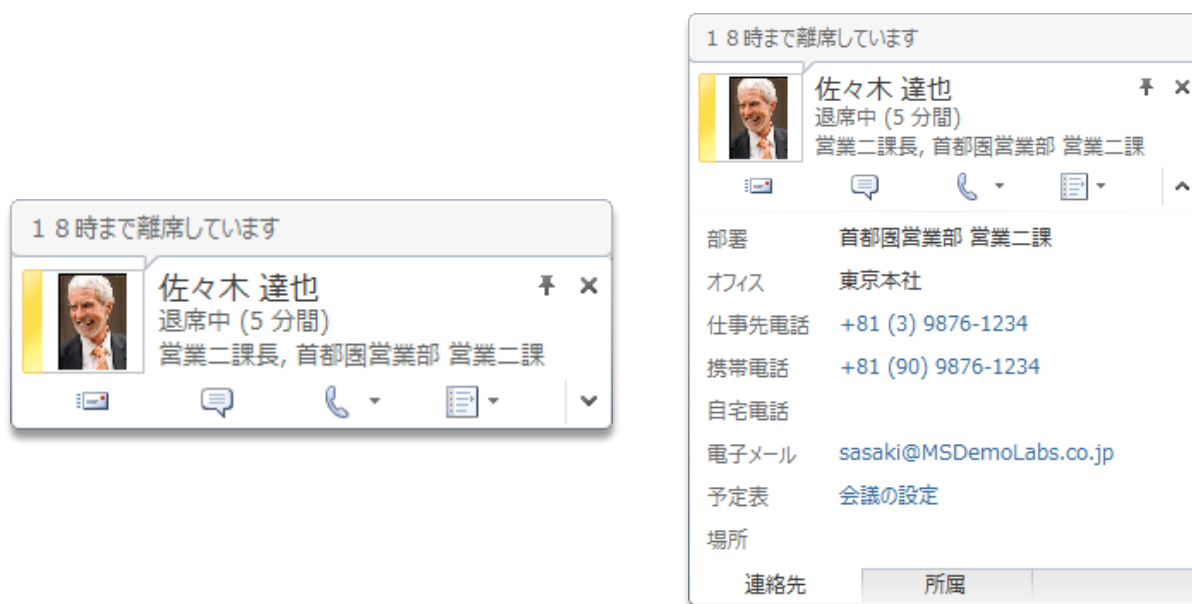 １８時まで離席しています
佐々木 達也
退席中 (5 分間)
営業二課長, 首都圏営業部 営業二課
１８時まで離席しています
佐々木 達也
退席中 (5 分間)
営業二課長, 首都圏営業部 営業二課
部署 首都圏営業部 営業二課
オフィス 東京本社
仕事先電話 +81 (3) 9876-1234
携帯電話 +81 (90) 9876-1234
自宅電話
電子メール sasaki@MSDemoLabs.co.jp
予定表 会議の設定
場所
連絡先 所属